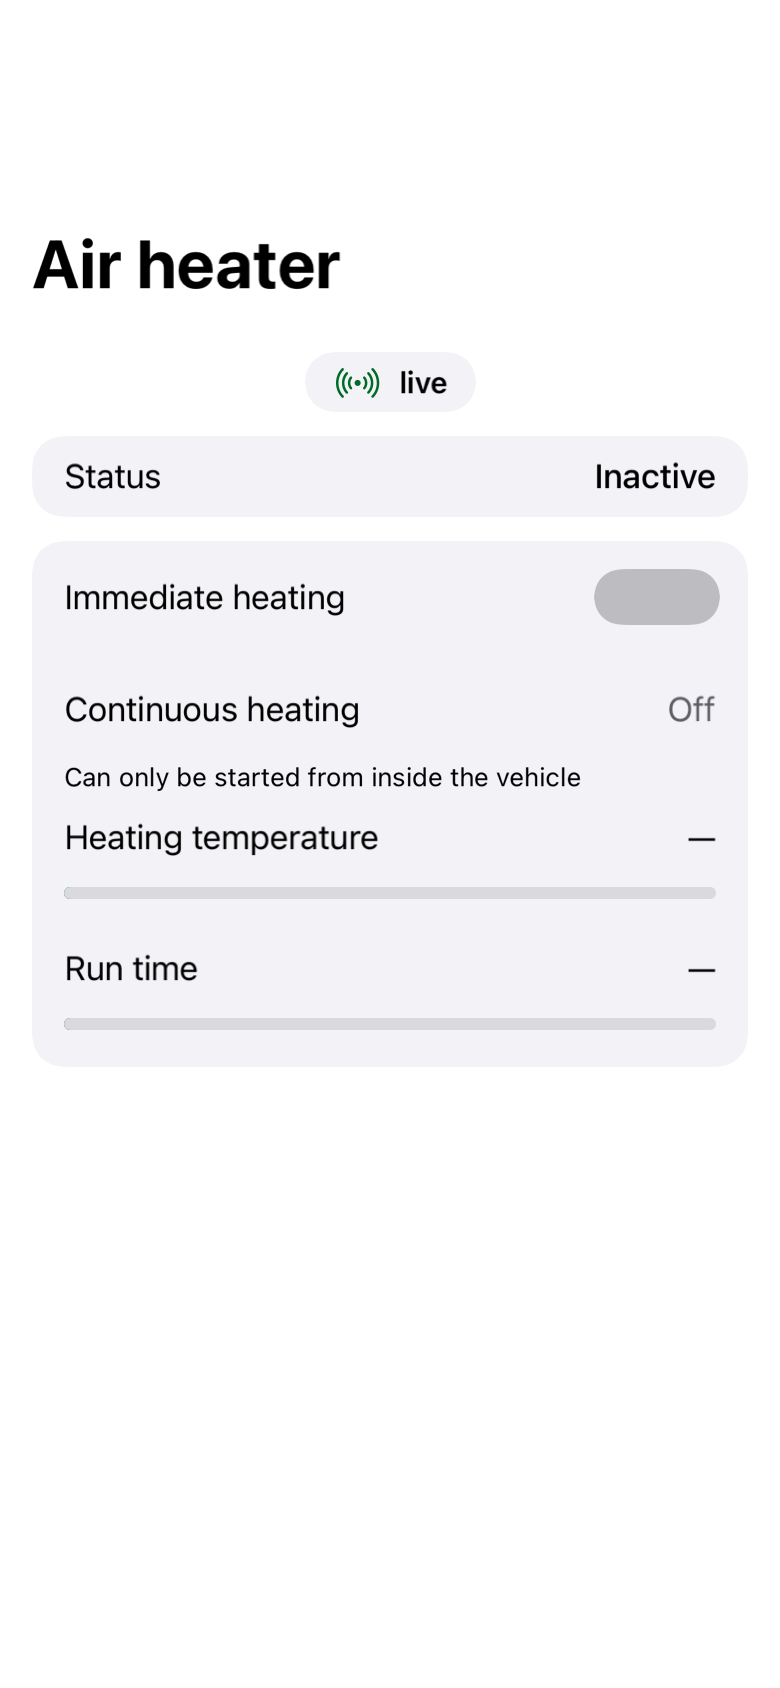 Air heater
live
Status Inactive
Immediate heating
Continuous heating Off
Can only be started from inside the vehicle
Heating temperature —
Run time —